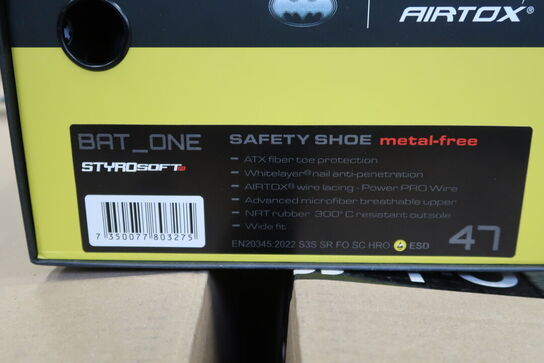 AIRTOX®
BAT_ONE SAFETY SHOE metal-free
STYROSOFT
– ATX fiber toe protection
– Whitelayer® nail anti-penetration
– AIRTOX® wire lacing - Power PRO Wire
– Advanced microfiber breathable upper
– NRT rubber 300°C resistant outsole
– Wide fit
7 350077 803275
EN20345:2022 S3S SR FO SC HRO ESD 47